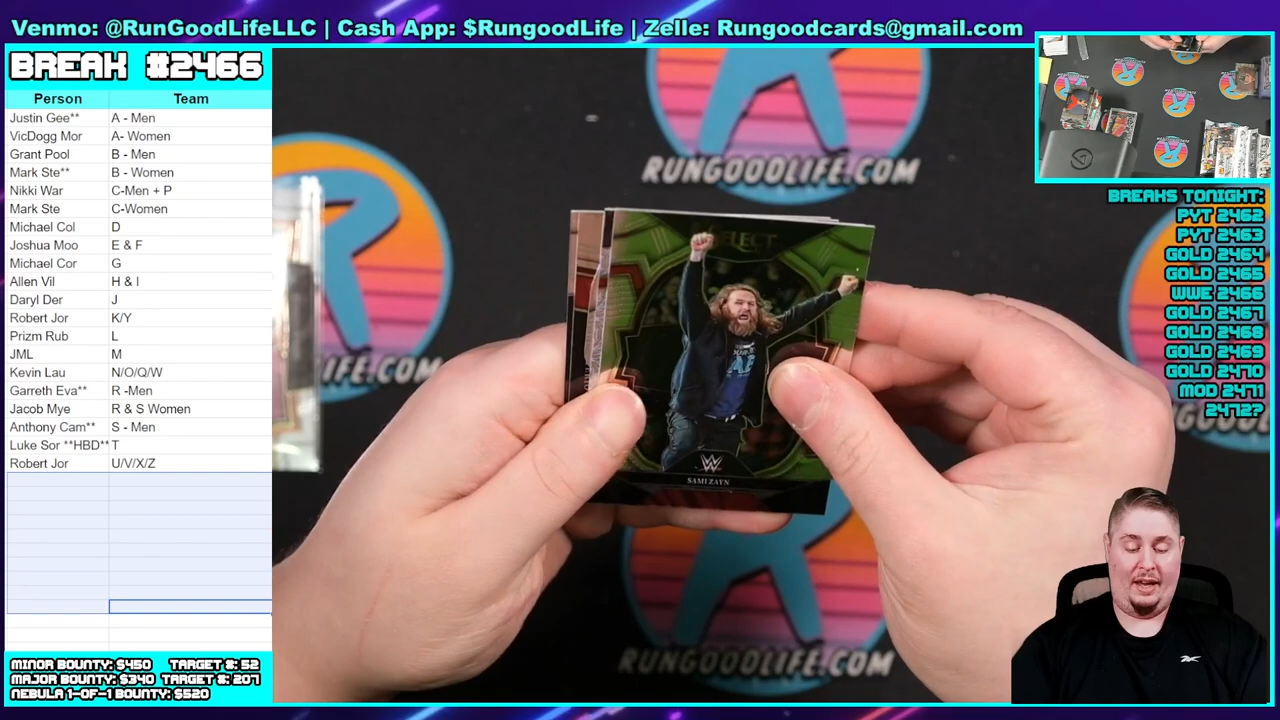 Venmo: @RunGoodLifeLLC | Cash App: $RungoodLife | Zelle: Rungoodcards@gmail.com
BREAK #2466
Person Team
Justin Gee** A - Men
VicDogg Mor A- Women
Grant Pool B - Men
Mark Ste** B - Women
Nikki War C-Men + P
Mark Ste C-Women
Michael Col D
Joshua Moo E & F
Michael Cor G
Allen Vil H & I
Daryl Der J
Robert Jor K/Y
Prizm Rub L
JML M
Kevin Lau N/O/Q/W
Garreth Eva** R -Men
Jacob Mye R & S Women
Anthony Cam** S - Men
Luke Sor **HBD** T
Robert Jor U/V/X/Z
MINOR BOUNTY: $450 TARGET #: 52
MAJOR BOUNTY: $340 TARGET #: 207
NEBULA 1-OF-1 BOUNTY: $520
RUNGOODLIFE.COM
LIFE.COM
SELECT
W
SAMI ZAYN
RUNGOODLIFE.COM
BREAKS TONIGHT:
PYT 2462
PYT 2463
GOLD 2464
GOLD 2465
WWE 2466
GOLD 2467
GOLD 2468
GOLD 2469
GOLD 2470
MOD 2471
2472?